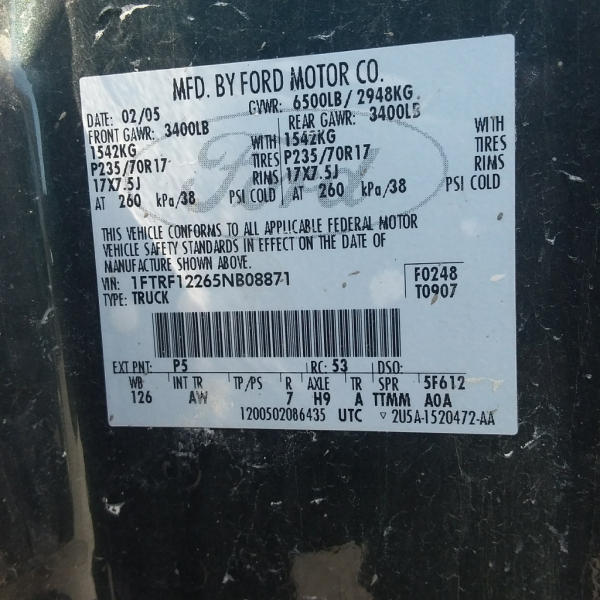 MFD. BY FORD MOTOR CO.
DATE: 02/05 GVWR: 6500LB/ 2948KG
FRONT GAWR: 3400LB REAR GAWR: 3400LB
1542KG WITH 1542KG WITH
P235/70R17 TIRES P235/70R17 TIRES
17X7.5J RIMS 17X7.5J RIMS
AT 260 kPa/38 PSI COLD AT 260 kPa/38 PSI COLD
Ford
THIS VEHICLE CONFORMS TO ALL APPLICABLE FEDERAL MOTOR
VEHICLE SAFETY STANDARDS IN EFFECT ON THE DATE OF
MANUFACTURE SHOWN ABOVE.
VIN: 1FTRF12265NB08871 F0248
TYPE: TRUCK T0907
EXT PNT: P5 RC: 53 DSO:
WB INT TR TP/PS R AXLE TR SPR 5F612
126 AW 7 H9 A TTMM A0A
1200502086435 UTC ▽ 2U5A-1520472-AA